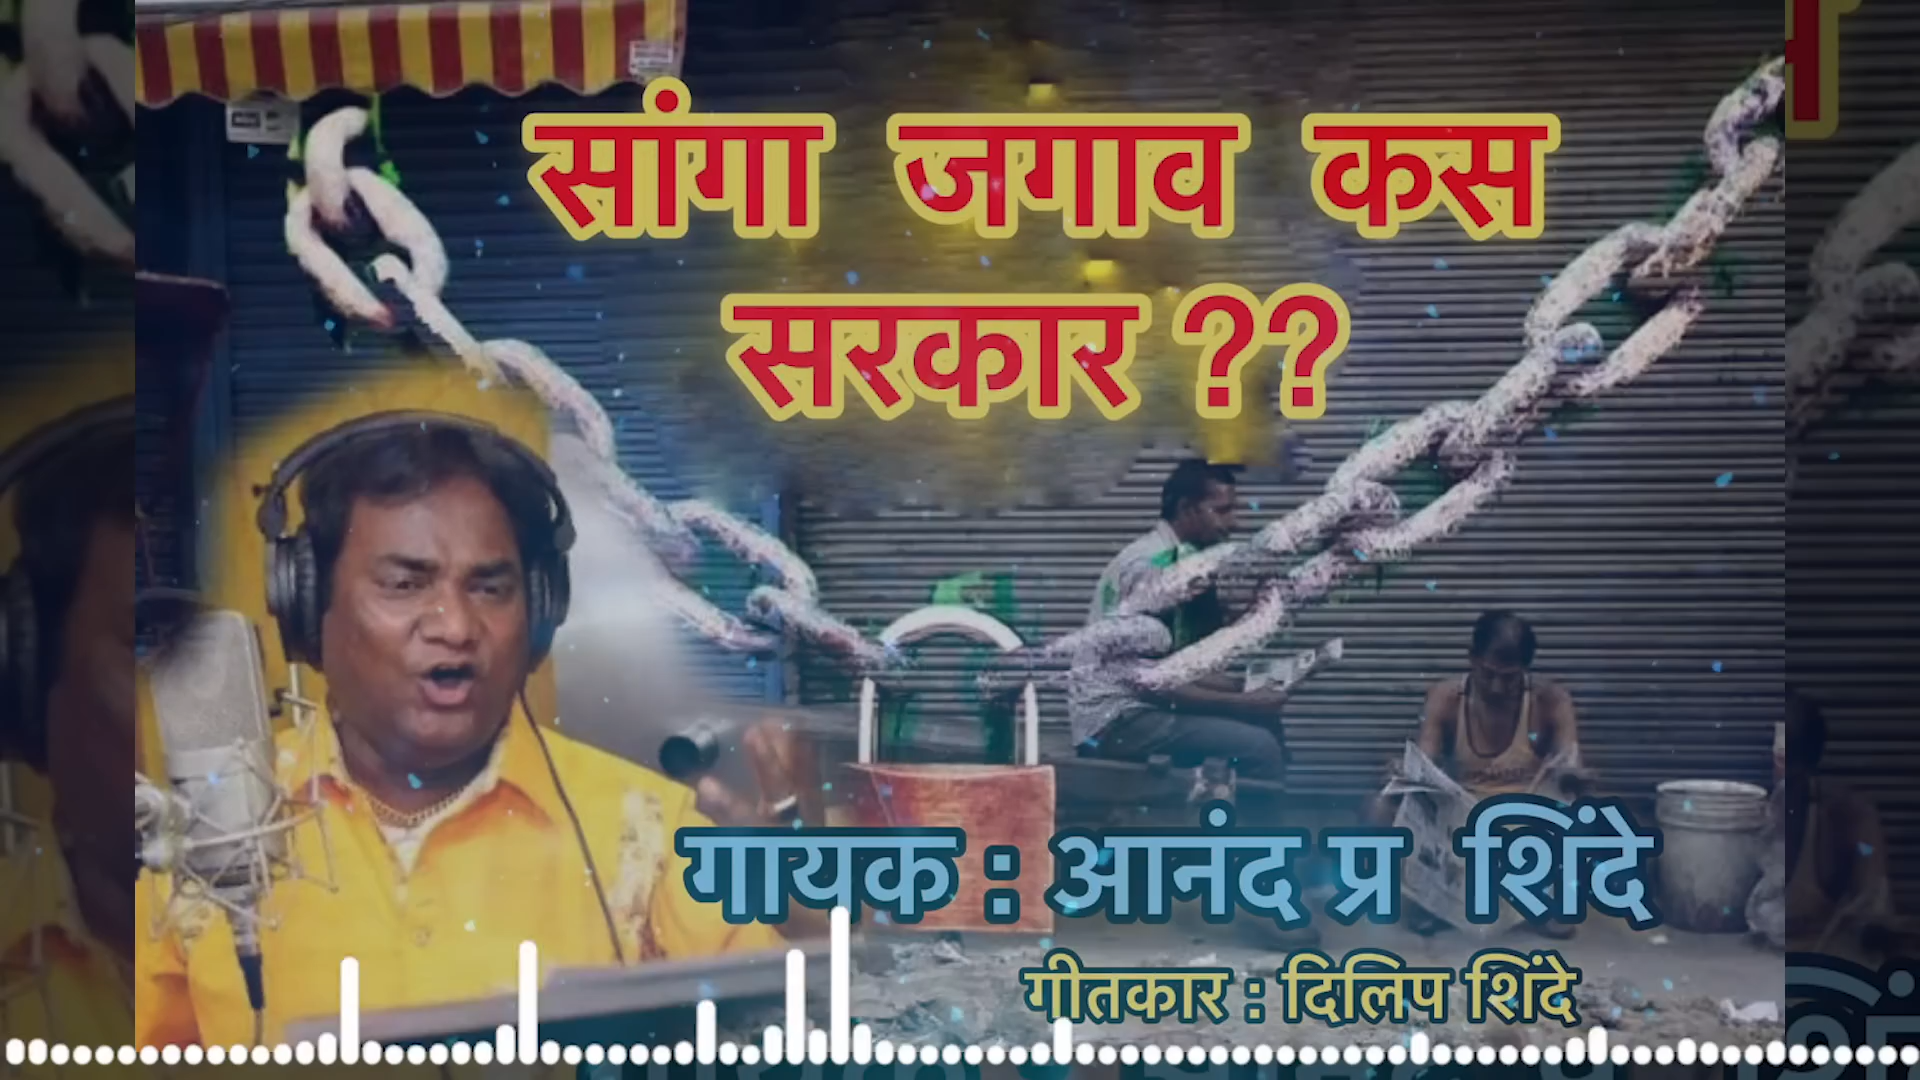 सांगा जगाव कस
सरकार ??
गायक : आनंद प्र शिंदे
गीतकार : दिलिप शिंदे